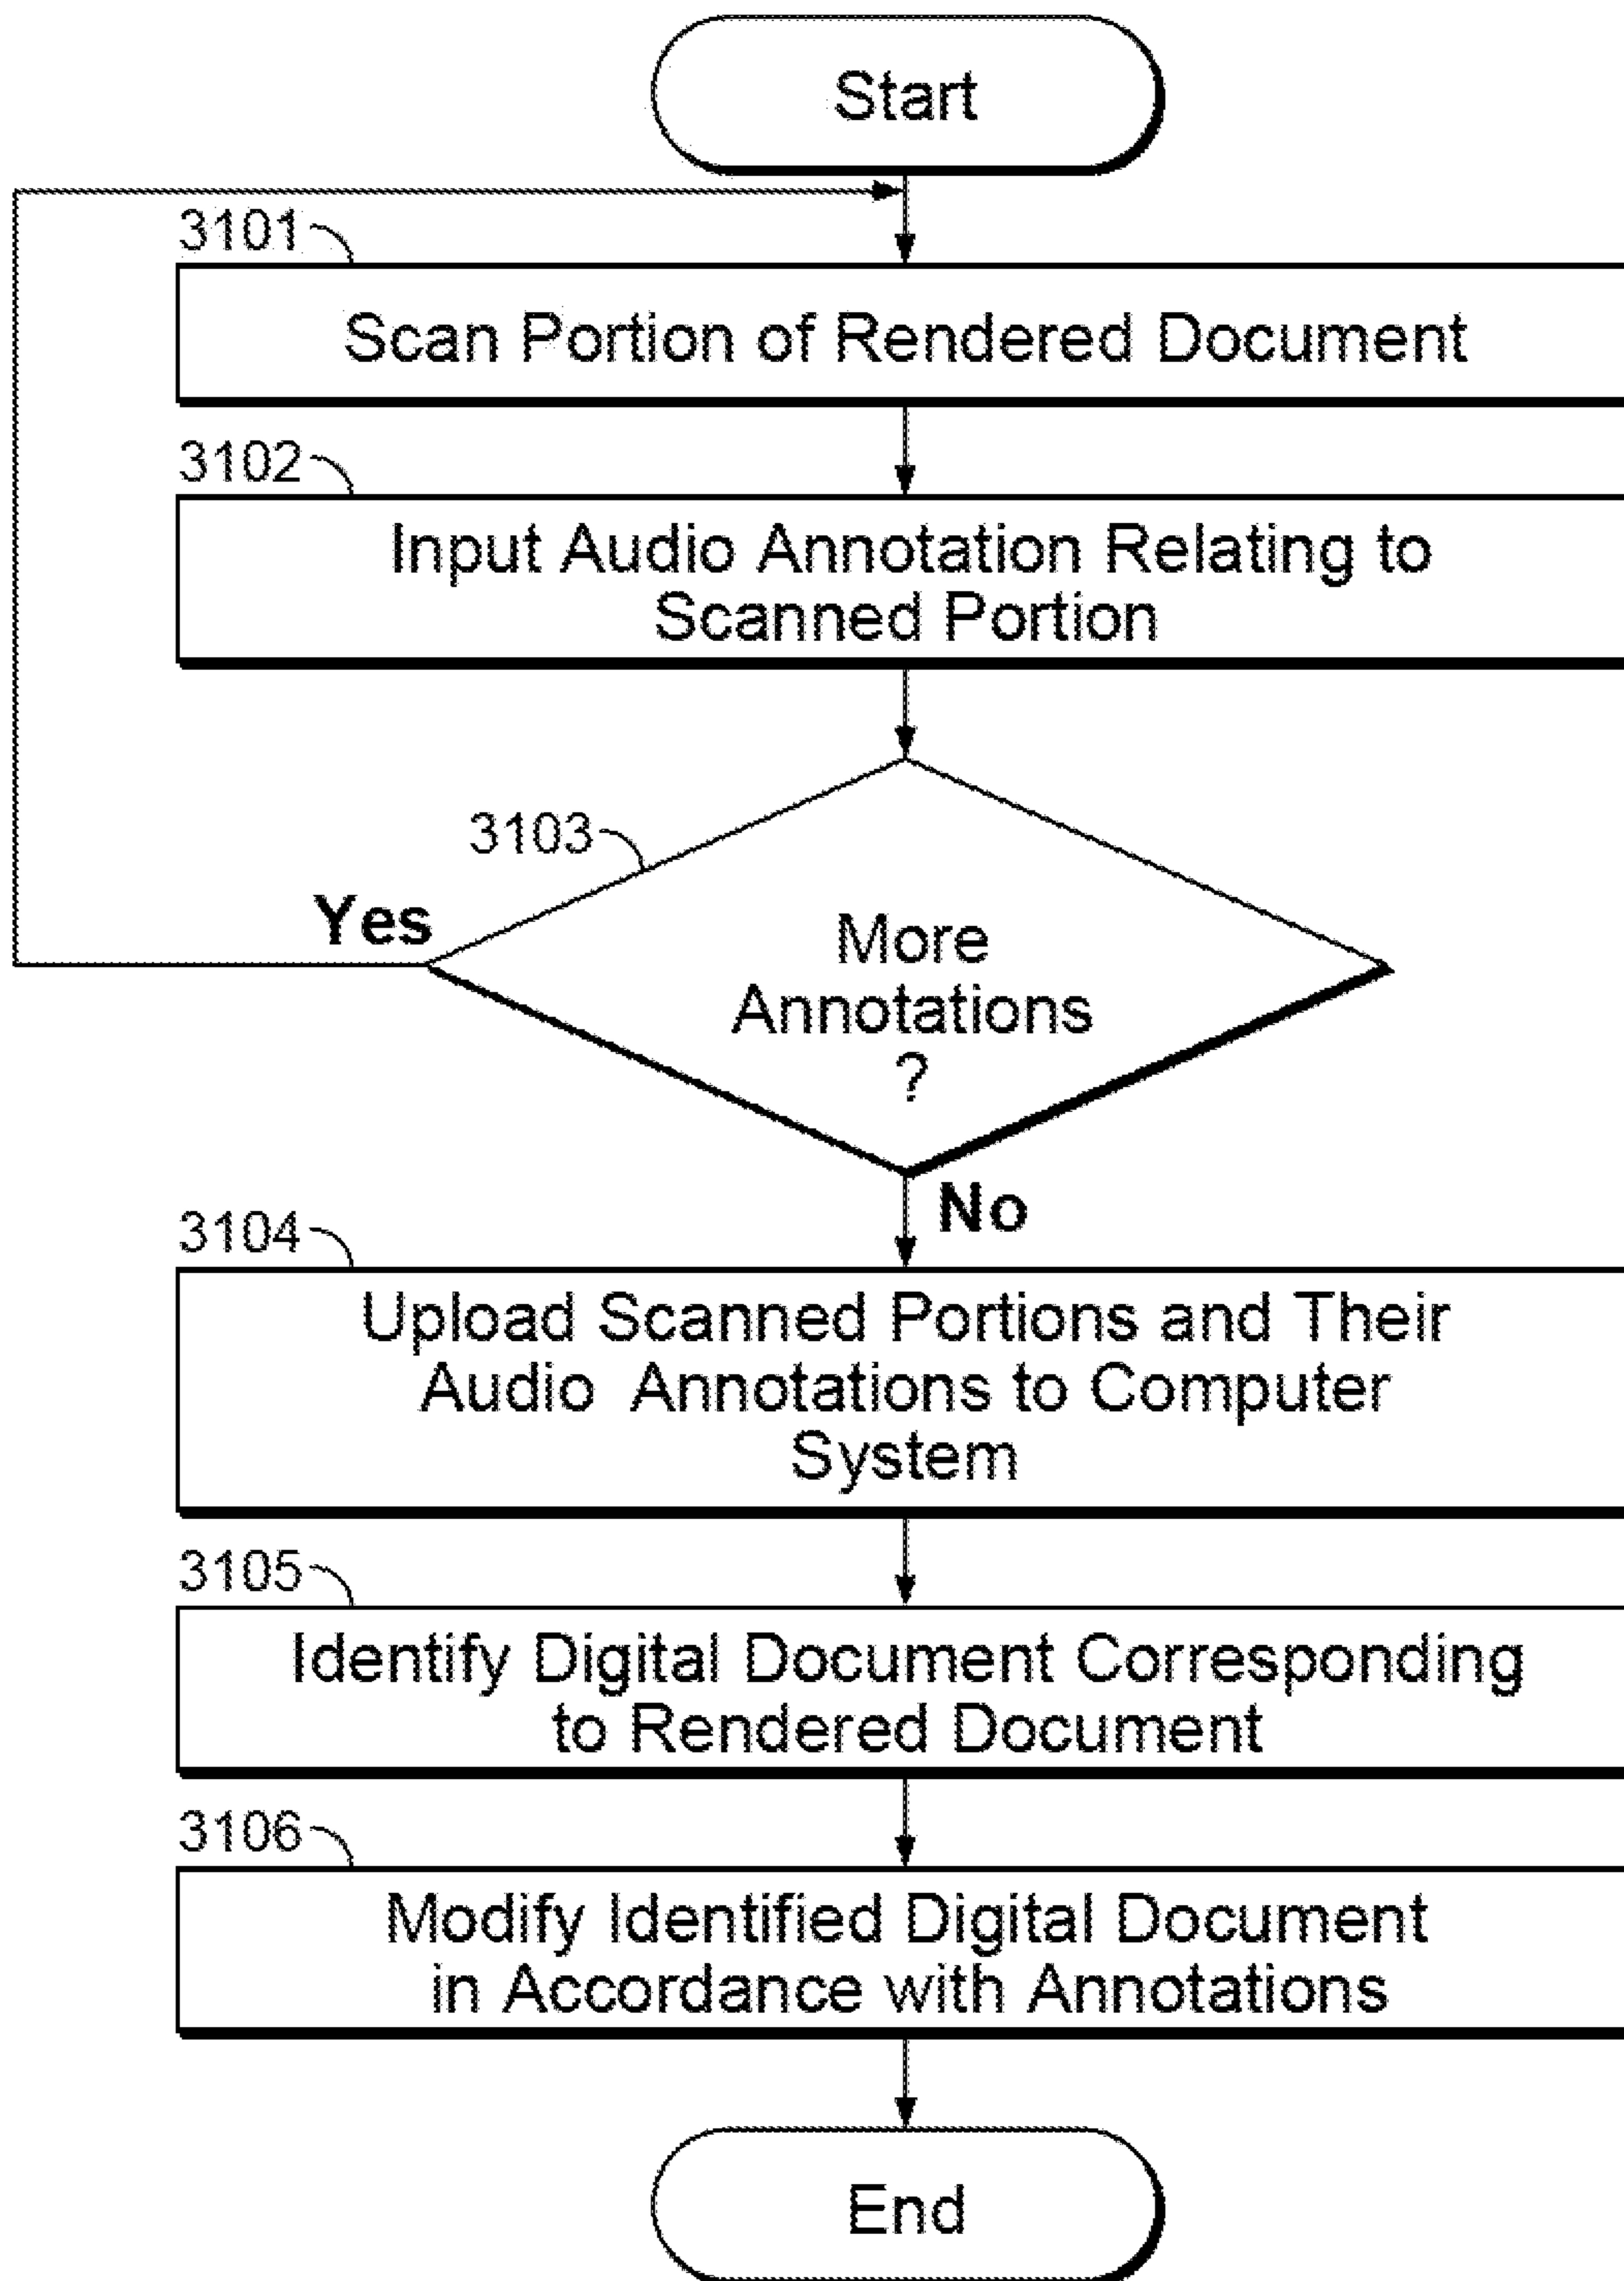 Start
3101
Scan Portion of Rendered Document
3102
Input Audio Annotation Relating to
Scanned Portion
3103
Yes
More
Annotations
?
No
3104
Upload Scanned Portions and Their
Audio Annotations to Computer
System
3105
Identify Digital Document Corresponding
to Rendered Document
3106
Modify Identified Digital Document
in Accordance with Annotations
End